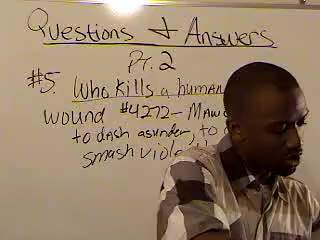 Questions & Answers
Pt. 2
#5. Who kills a human
wound #4272- Maw
to dash asunder, to
smash viol